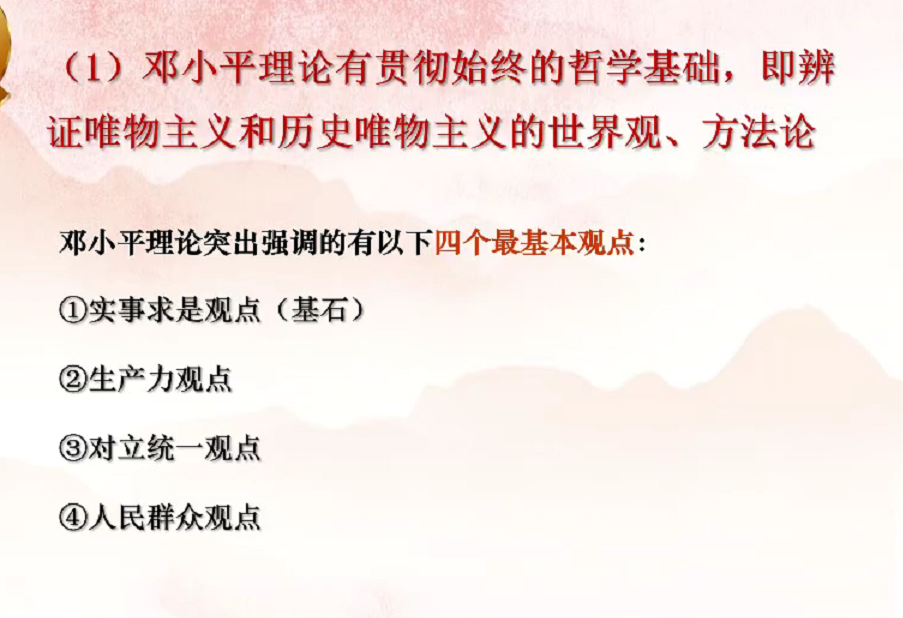 （1）邓小平理论有贯彻始终的哲学基础，即辨
证唯物主义和历史唯物主义的世界观、方法论
邓小平理论突出强调的有以下四个最基本观点：
①实事求是观点（基石）
②生产力观点
③对立统一观点
④人民群众观点